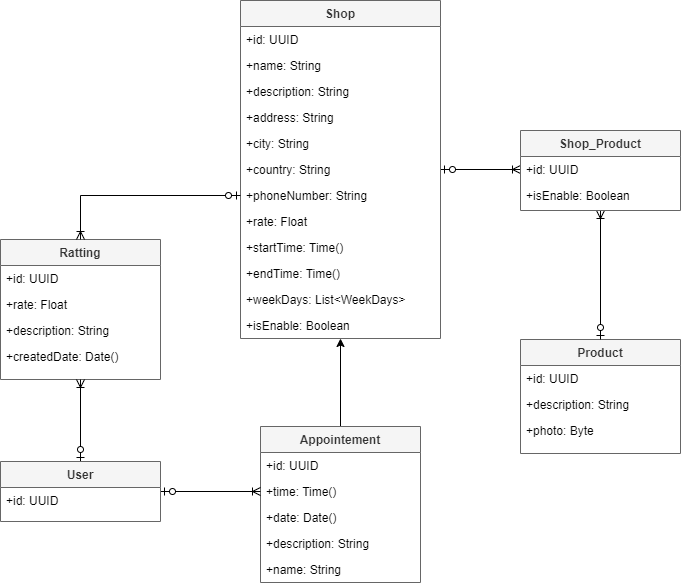 Shop
+id: UUID
+name: String
+description: String
+address: String
+city: String
+country: String
+phoneNumber: String
+rate: Float
+startTime: Time()
+endTime: Time()
+weekDays: List<WeekDays>
+isEnable: Boolean
Shop_Product
+id: UUID
+isEnable: Boolean
Ratting
+id: UUID
+rate: Float
+description: String
+createdDate: Date()
Product
+id: UUID
+description: String
+photo: Byte
User
+id: UUID
Appointement
+id: UUID
+time: Time()
+date: Date()
+description: String
+name: String